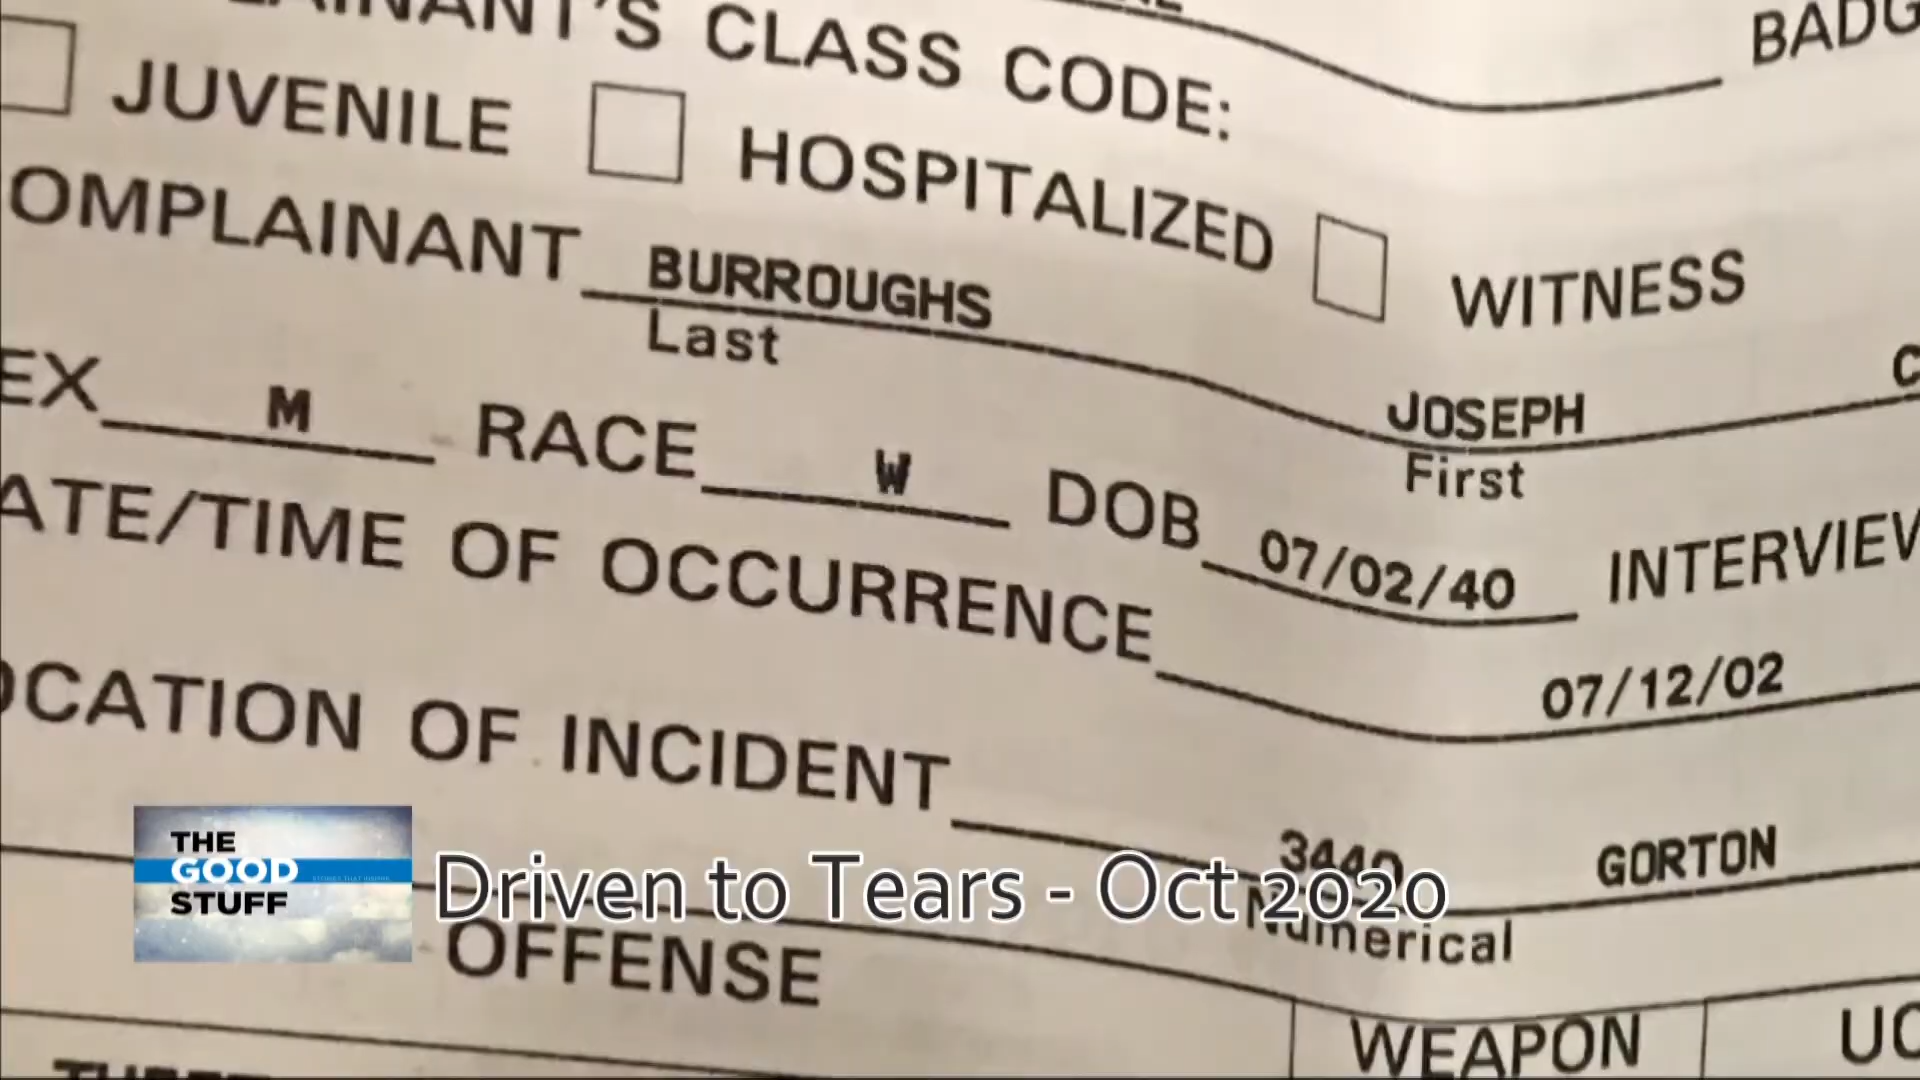 AINANT'S CLASS CODE:
BADG
JUVENILE HOSPITALIZED WITNESS
OMPLAINANT BURROUGHS JOSEPH C
Last First
EX M RACE W DOB 07/02/40 INTERVIEW
ATE/TIME OF OCCURRENCE 07/12/02
OCATION OF INCIDENT 3440 GORTON
Numerical
THE
GOOD
STUFF
Driven to Tears - Oct 2020
OFFENSE WEAPON UC